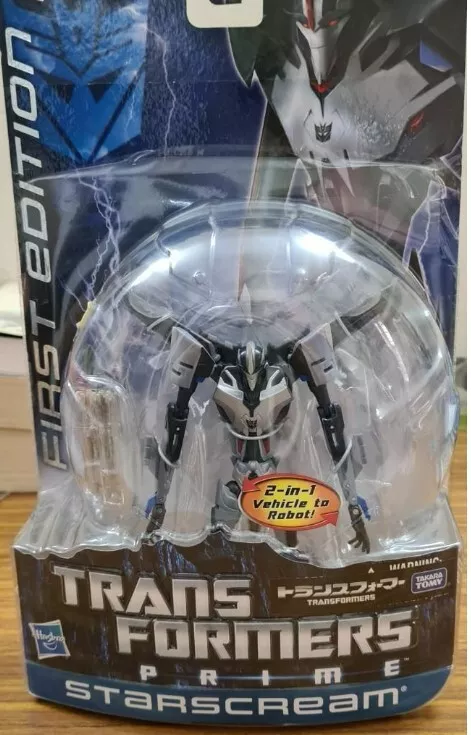 FIRST EDITION
2-in-1
Vehicle to
Robot!
WARNING:
TRANS
FORMERS
トランスフォーマー
TRANSFORMERS
TAKARA
TOMY
Hasbro
PRIME™
STARSCREAM®